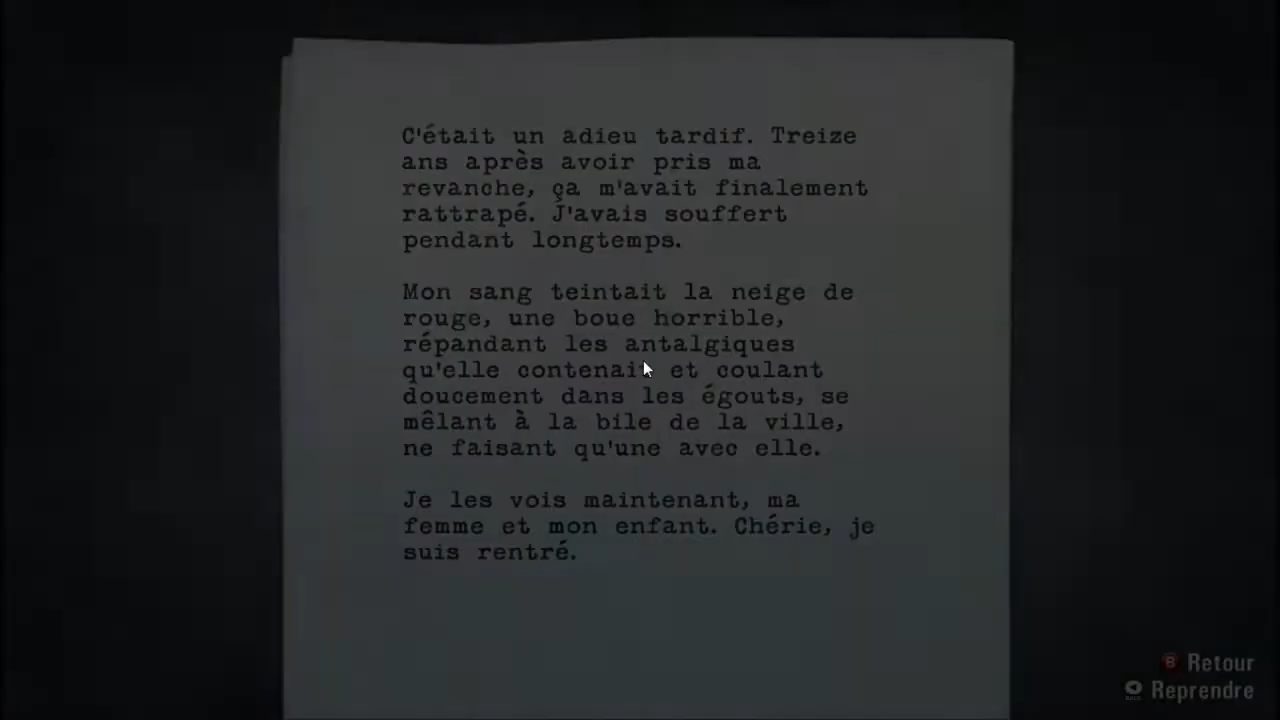 C'était un adieu tardif. Treize
ans après avoir pris ma
revanche, ça m'avait finalement
rattrapé. J'avais souffert
pendant longtemps.
Mon sang teintait la neige de
rouge, une boue horrible,
répandant les antalgiques
qu'elle contenait et coulant
doucement dans les égouts, se
mêlant à la bile de la ville,
ne faisant qu'une avec elle.
Je les vois maintenant, ma
femme et mon enfant. Chérie, je
suis rentré.
B Retour
Reprendre